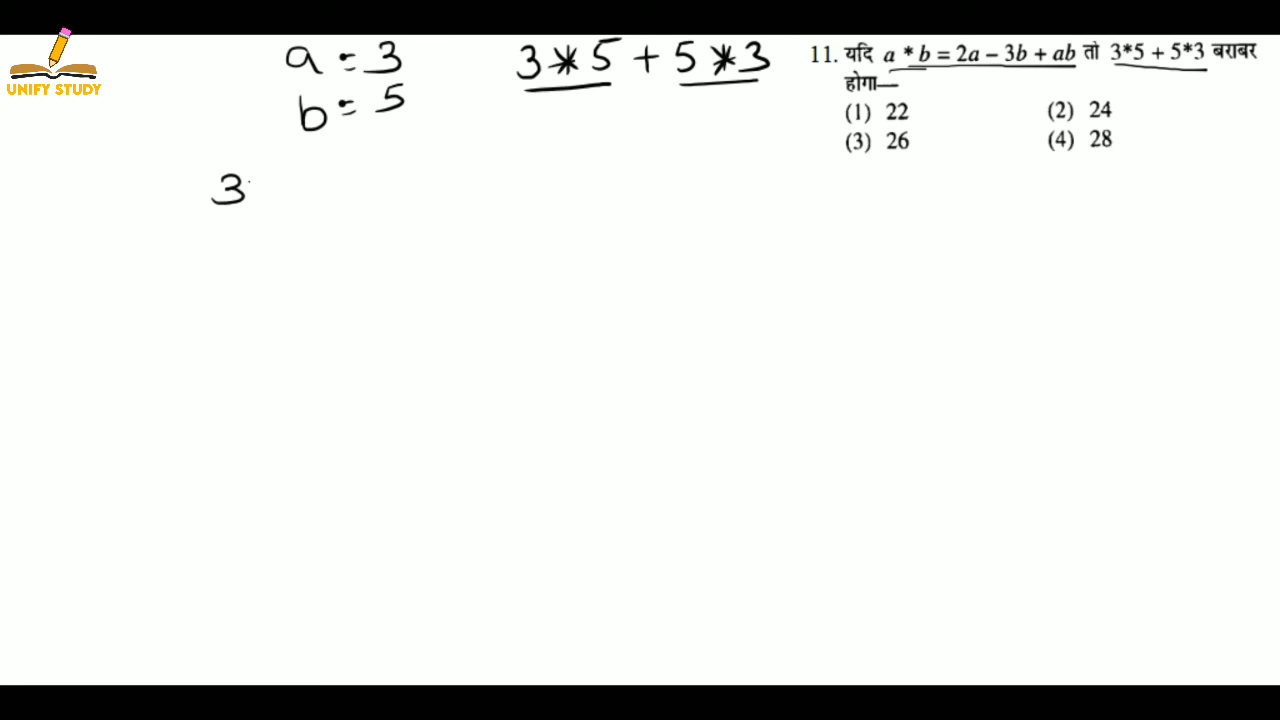 UNIFY STUDY
a = 3
b = 5
3 * 5 + 5 * 3
3
11. यदि a * b = 2a – 3b + ab तो 3*5 + 5*3 बराबर
होगा—
(1) 22 (2) 24
(3) 26 (4) 28